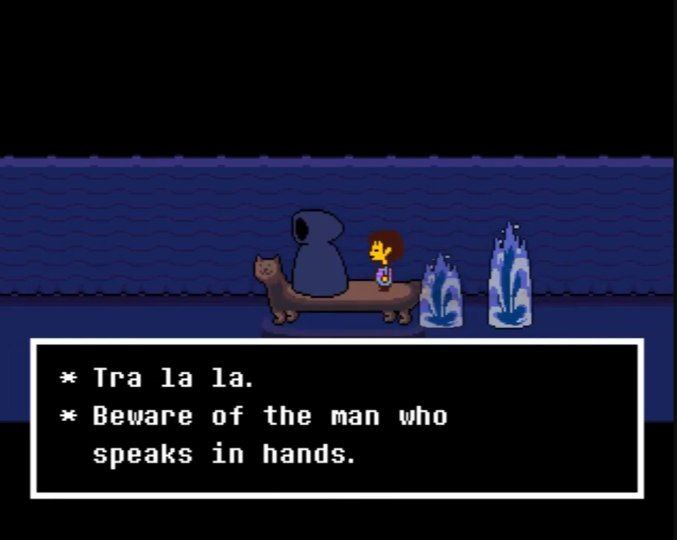 * Tra la la.
* Beware of the man who
speaks in hands.